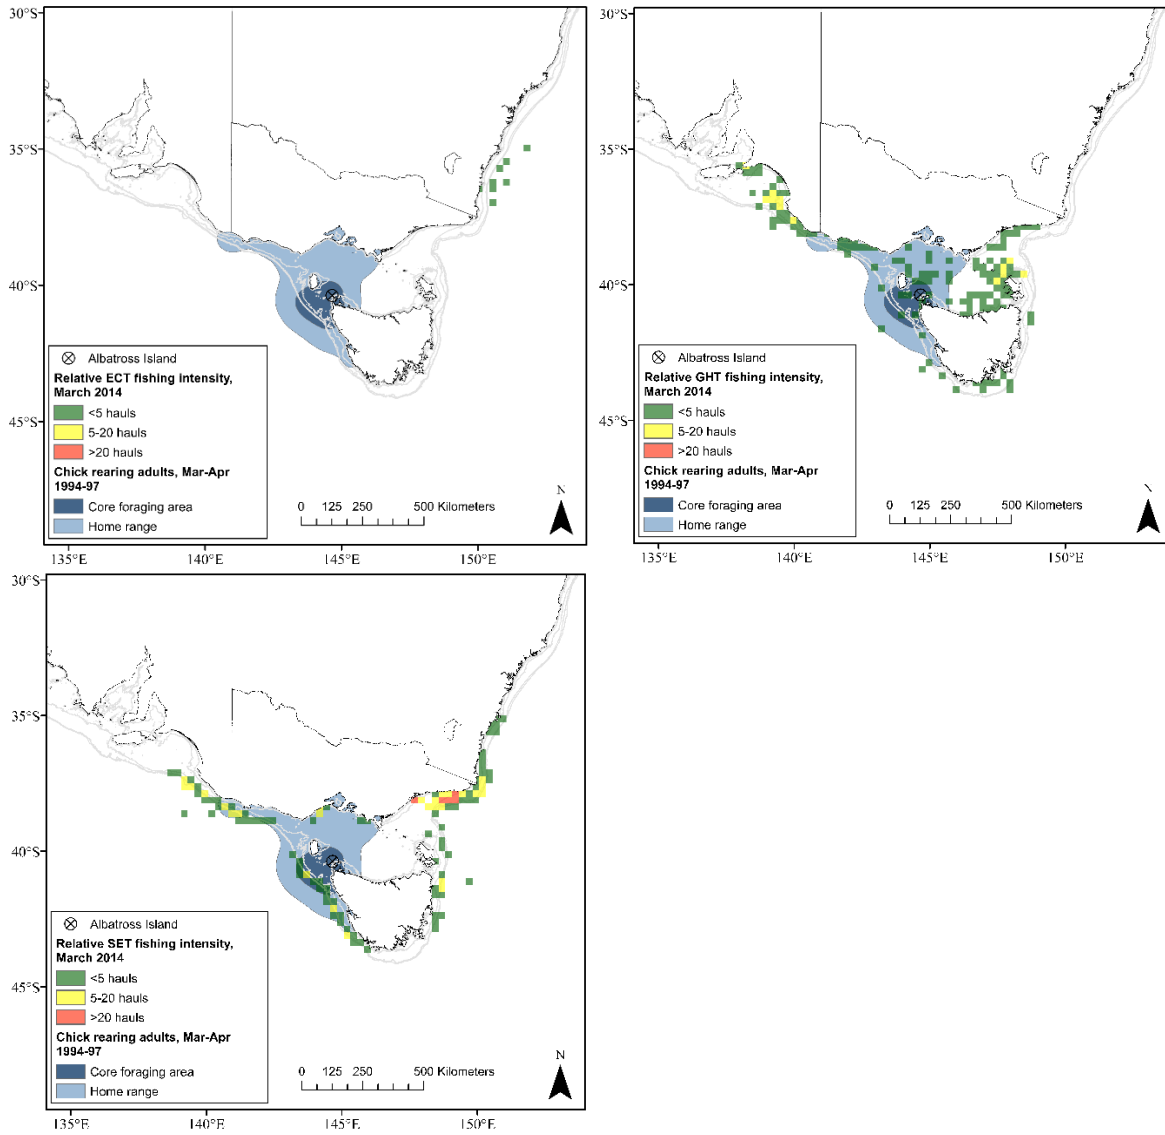 30°S
35°S
40°S
45°S
Albatross Island
Relative ECT fishing intensity,
March 2014
<5 hauls
5-20 hauls
>20 hauls
Chick rearing adults, Mar-Apr
1994-97
Core foraging area
Home range
0 125 250 500 Kilometers
N
135°E 140°E 145°E 150°E
30°S
35°S
40°S
45°S
Albatross Island
Relative GHT fishing intensity,
March 2014
<5 hauls
5-20 hauls
>20 hauls
Chick rearing adults, Mar-Apr
1994-97
Core foraging area
Home range
0 125 250 500 Kilometers
N
135°E 140°E 145°E 150°E
30°S
35°S
40°S
45°S
Albatross Island
Relative SET fishing intensity,
March 2014
<5 hauls
5-20 hauls
>20 hauls
Chick rearing adults, Mar-Apr
1994-97
Core foraging area
Home range
0 125 250 500 Kilometers
N
135°E 140°E 145°E 150°E